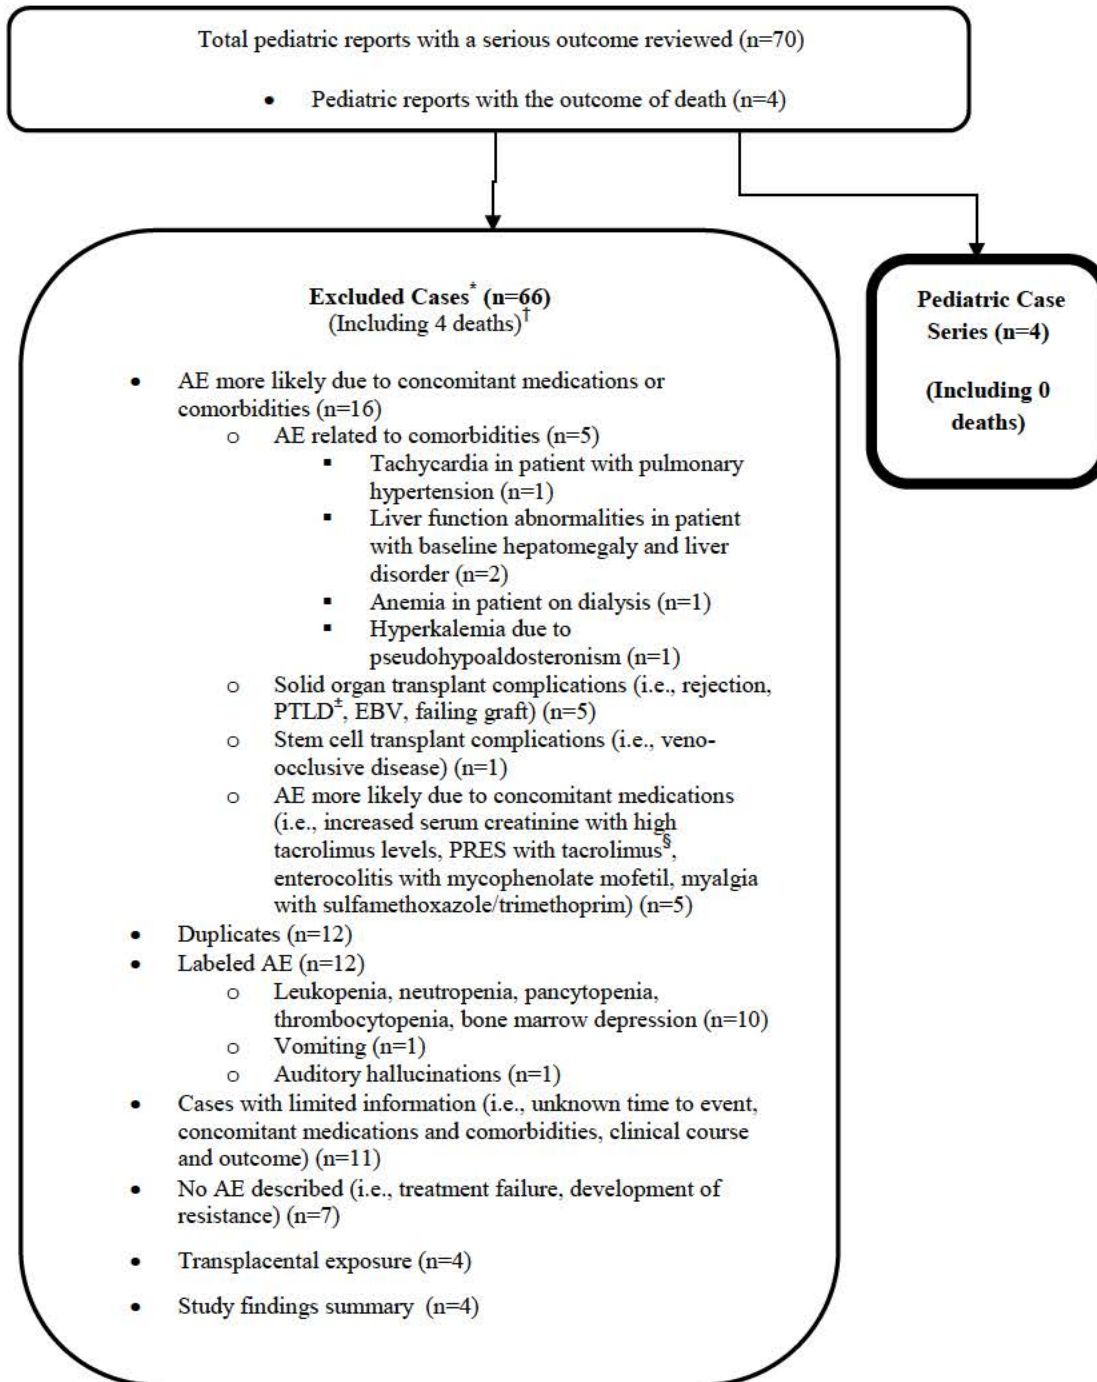 Total pediatric reports with a serious outcome reviewed (n=70)
• Pediatric reports with the outcome of death (n=4)
Excluded Cases* (n=66)
(Including 4 deaths)†
• AE more likely due to concomitant medications or
comorbidities (n=16)
o AE related to comorbidities (n=5)
▪ Tachycardia in patient with pulmonary
hypertension (n=1)
▪ Liver function abnormalities in patient
with baseline hepatomegaly and liver
disorder (n=2)
▪ Anemia in patient on dialysis (n=1)
▪ Hyperkalemia due to
pseudohypoaldosteronism (n=1)
o Solid organ transplant complications (i.e., rejection,
PTLD±, EBV, failing graft) (n=5)
o Stem cell transplant complications (i.e., veno-
occlusive disease) (n=1)
o AE more likely due to concomitant medications
(i.e., increased serum creatinine with high
tacrolimus levels, PRES with tacrolimus§,
enterocolitis with mycophenolate mofetil, myalgia
with sulfamethoxazole/trimethoprim) (n=5)
• Duplicates (n=12)
• Labeled AE (n=12)
o Leukopenia, neutropenia, pancytopenia,
thrombocytopenia, bone marrow depression (n=10)
o Vomiting (n=1)
o Auditory hallucinations (n=1)
• Cases with limited information (i.e., unknown time to event,
concomitant medications and comorbidities, clinical course
and outcome) (n=11)
• No AE described (i.e., treatment failure, development of
resistance) (n=7)
• Transplacental exposure (n=4)
• Study findings summary (n=4)
Pediatric Case
Series (n=4)
(Including 0
deaths)